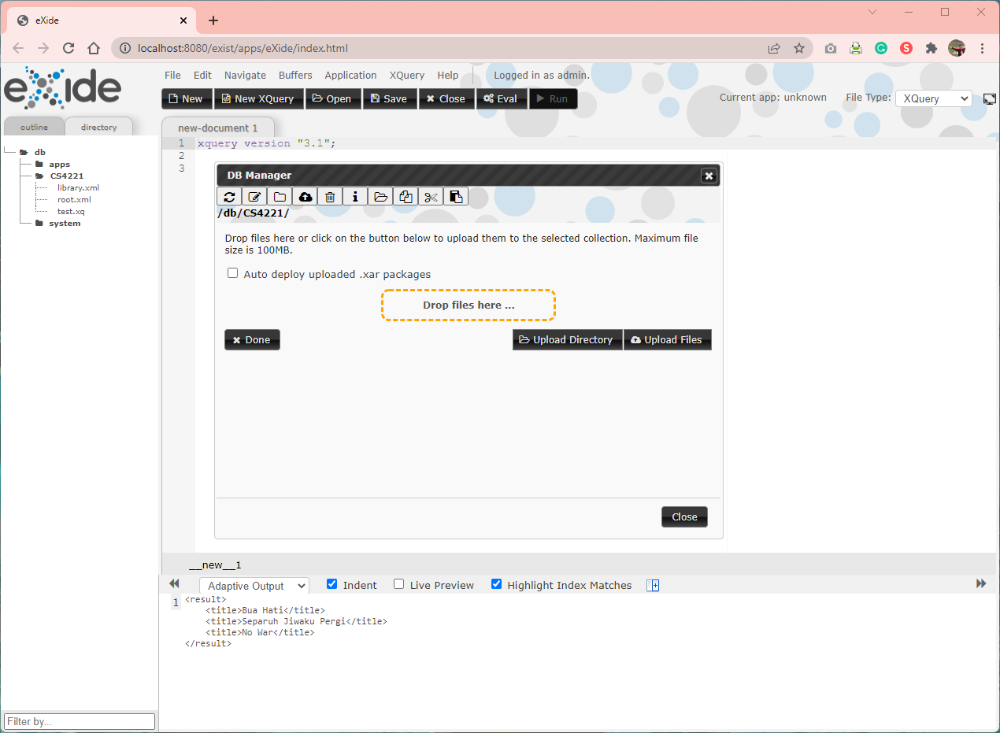 eXide
localhost:8080/exist/apps/eXide/index.html
eXide
File Edit Navigate Buffers Application XQuery Help Logged in as admin.
New New XQuery Open Save Close Eval Run
Current app: unknown File Type: XQuery
outline directory
new-document 1
db
apps
CS4221
library.xml
root.xml
test.xq
system
1 xquery version "3.1";
2
3
DB Manager
/db/CS4221/
Drop files here or click on the button below to upload them to the selected collection. Maximum file
size is 100MB.
Auto deploy uploaded .xar packages
Drop files here ...
Done Upload Directory Upload Files
Close
__new__1
Adaptive Output Indent Live Preview Highlight Index Matches
1 <result>
<title>Bua Hati</title>
<title>Separuh Jiwaku Pergi</title>
<title>No War</title>
</result>
Filter by...